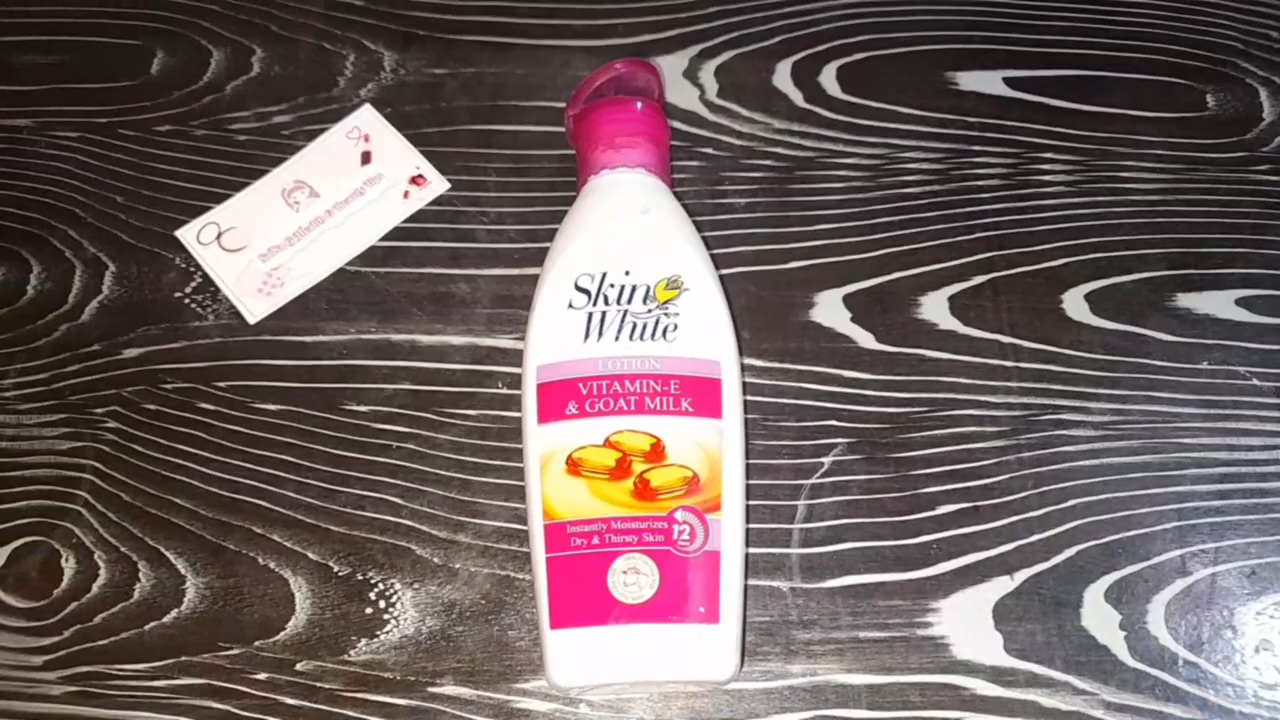 Skin
White
LOTION
VITAMIN-E
& GOAT MILK
Instantly Moisturizes
Dry & Thirsty Skin
12